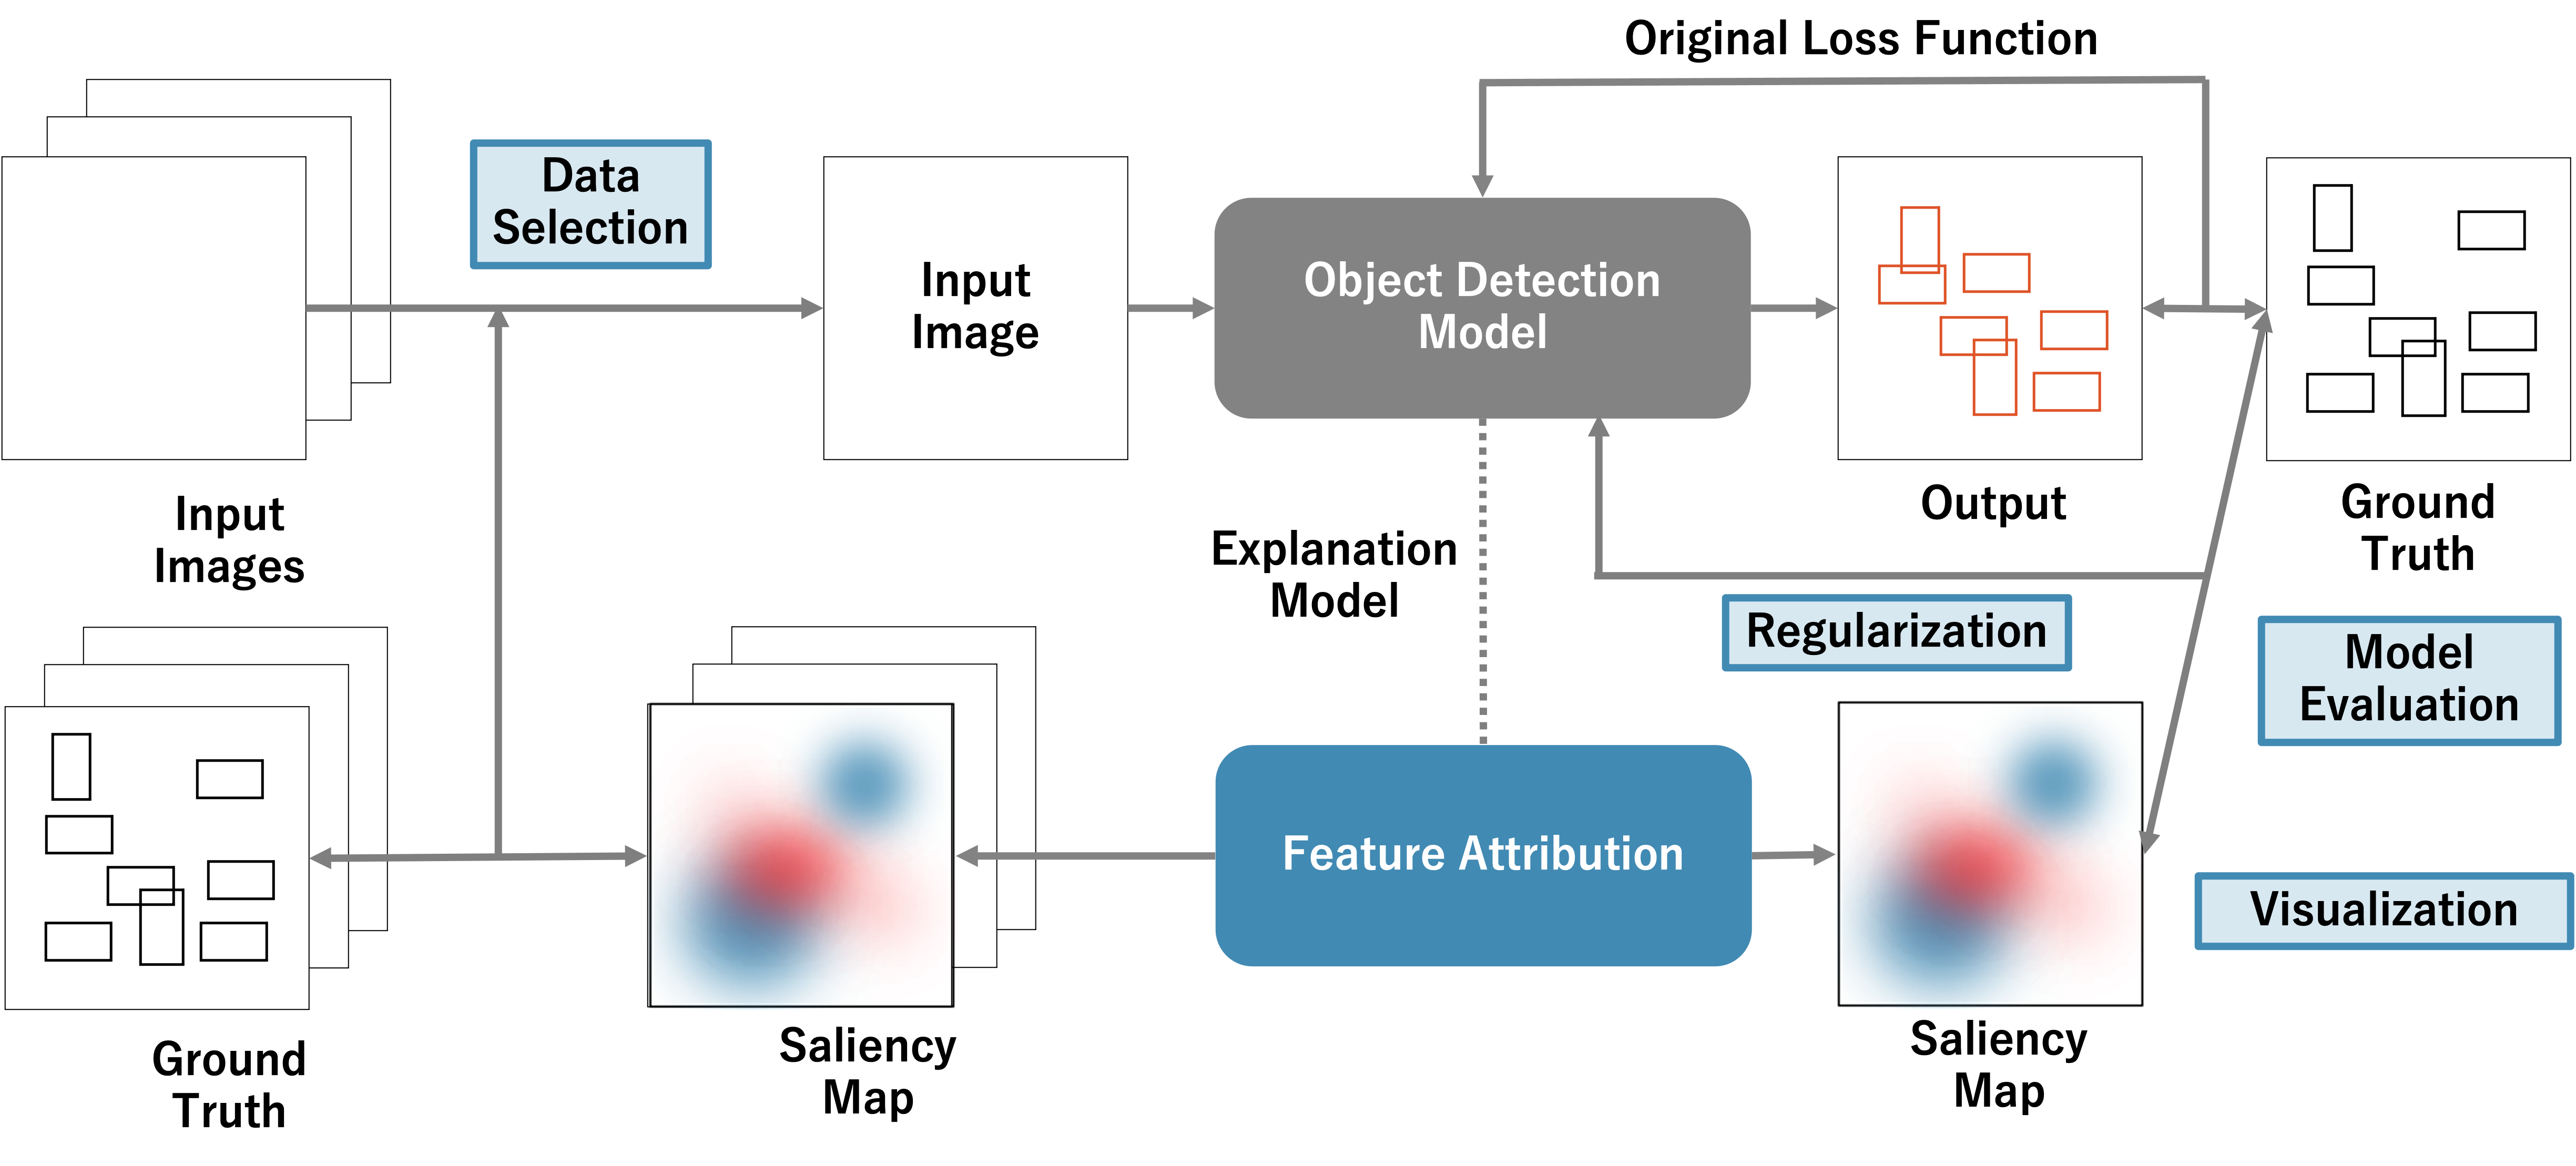 Original Loss Function
Data
Selection
Input
Image
Object Detection
Model
Input
Images
Output
Ground
Truth
Explanation
Model
Regularization
Model
Evaluation
Feature Attribution
Visualization
Ground
Truth
Saliency
Map
Saliency
Map